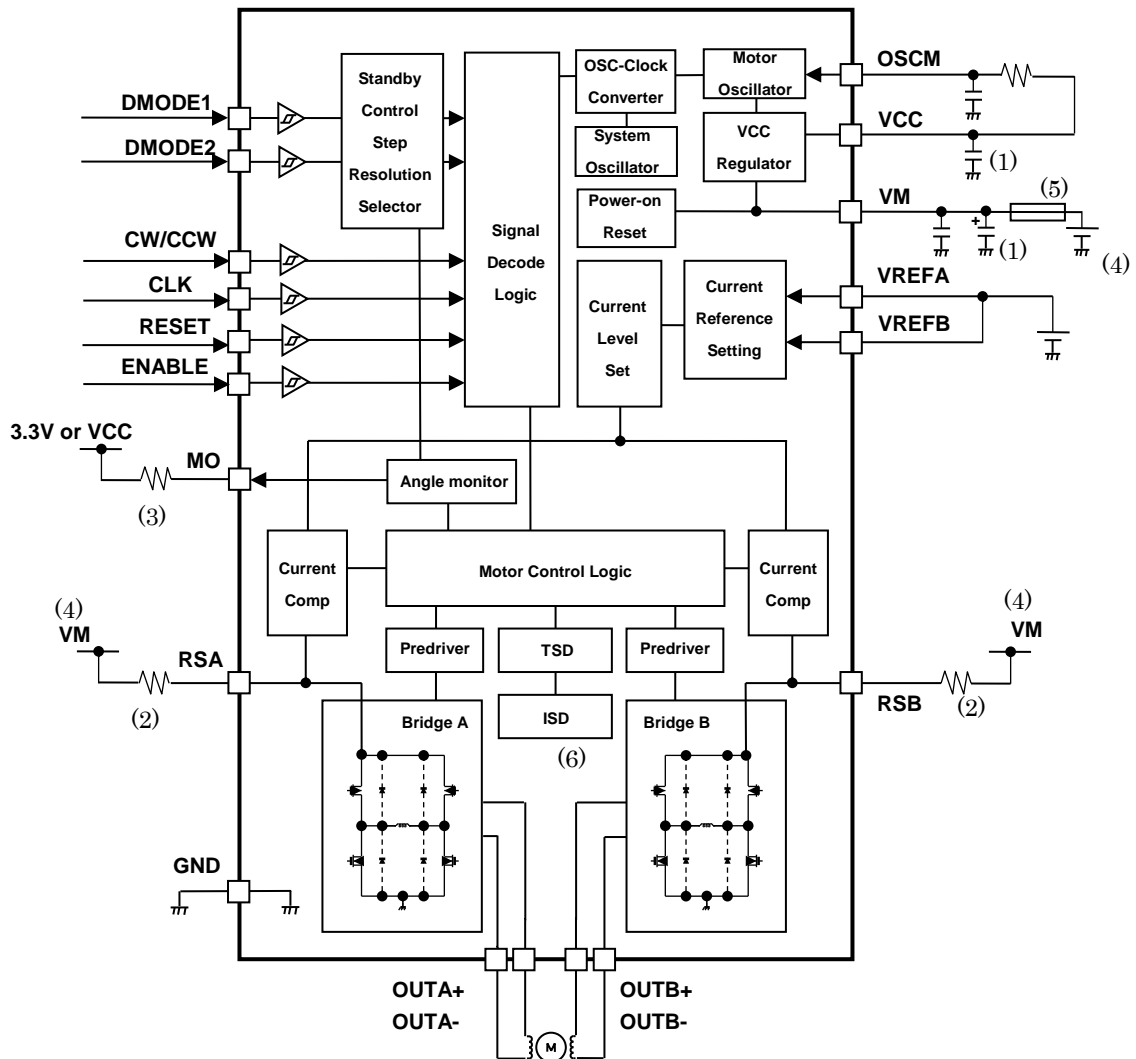 DMODE1
DMODE2
CW/CCW
CLK
RESET
ENABLE
3.3V or VCC
MO
(3)
(4)
VM
RSA
(2)
GND
Standby
Control
Step
Resolution
Selector
Signal
Decode
Logic
OSC-Clock
Converter
System
Oscillator
Motor
Oscillator
VCC
Regulator
Power-on
Reset
Current
Level
Set
Current
Reference
Setting
Angle monitor
Current
Comp
Motor Control Logic
Current
Comp
Predriver
TSD
Predriver
ISD
(6)
Bridge A
Bridge B
OSCM
VCC
(1)
(5)
VM
+
(1)
(4)
VREFA
VREFB
(4)
VM
RSB
(2)
OUTA+
OUTA-
OUTB+
OUTB-
M